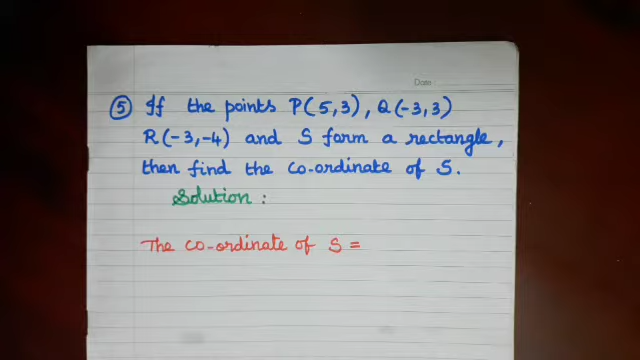 Date:
⑤ If the points P(5,3), Q(-3,3)
R(-3,-4) and S form a rectangle,
then find the co-ordinate of S.
Solution :
The co-ordinate of S =